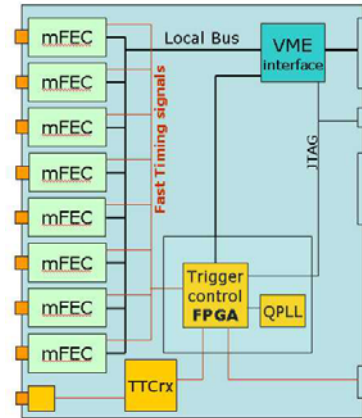 mFEC
mFEC
mFEC
mFEC
mFEC
mFEC
mFEC
mFEC
Local Bus
Fast Timing signals
VME
interface
JTAG
Trigger
control
FPGA
QPLL
TTCrx